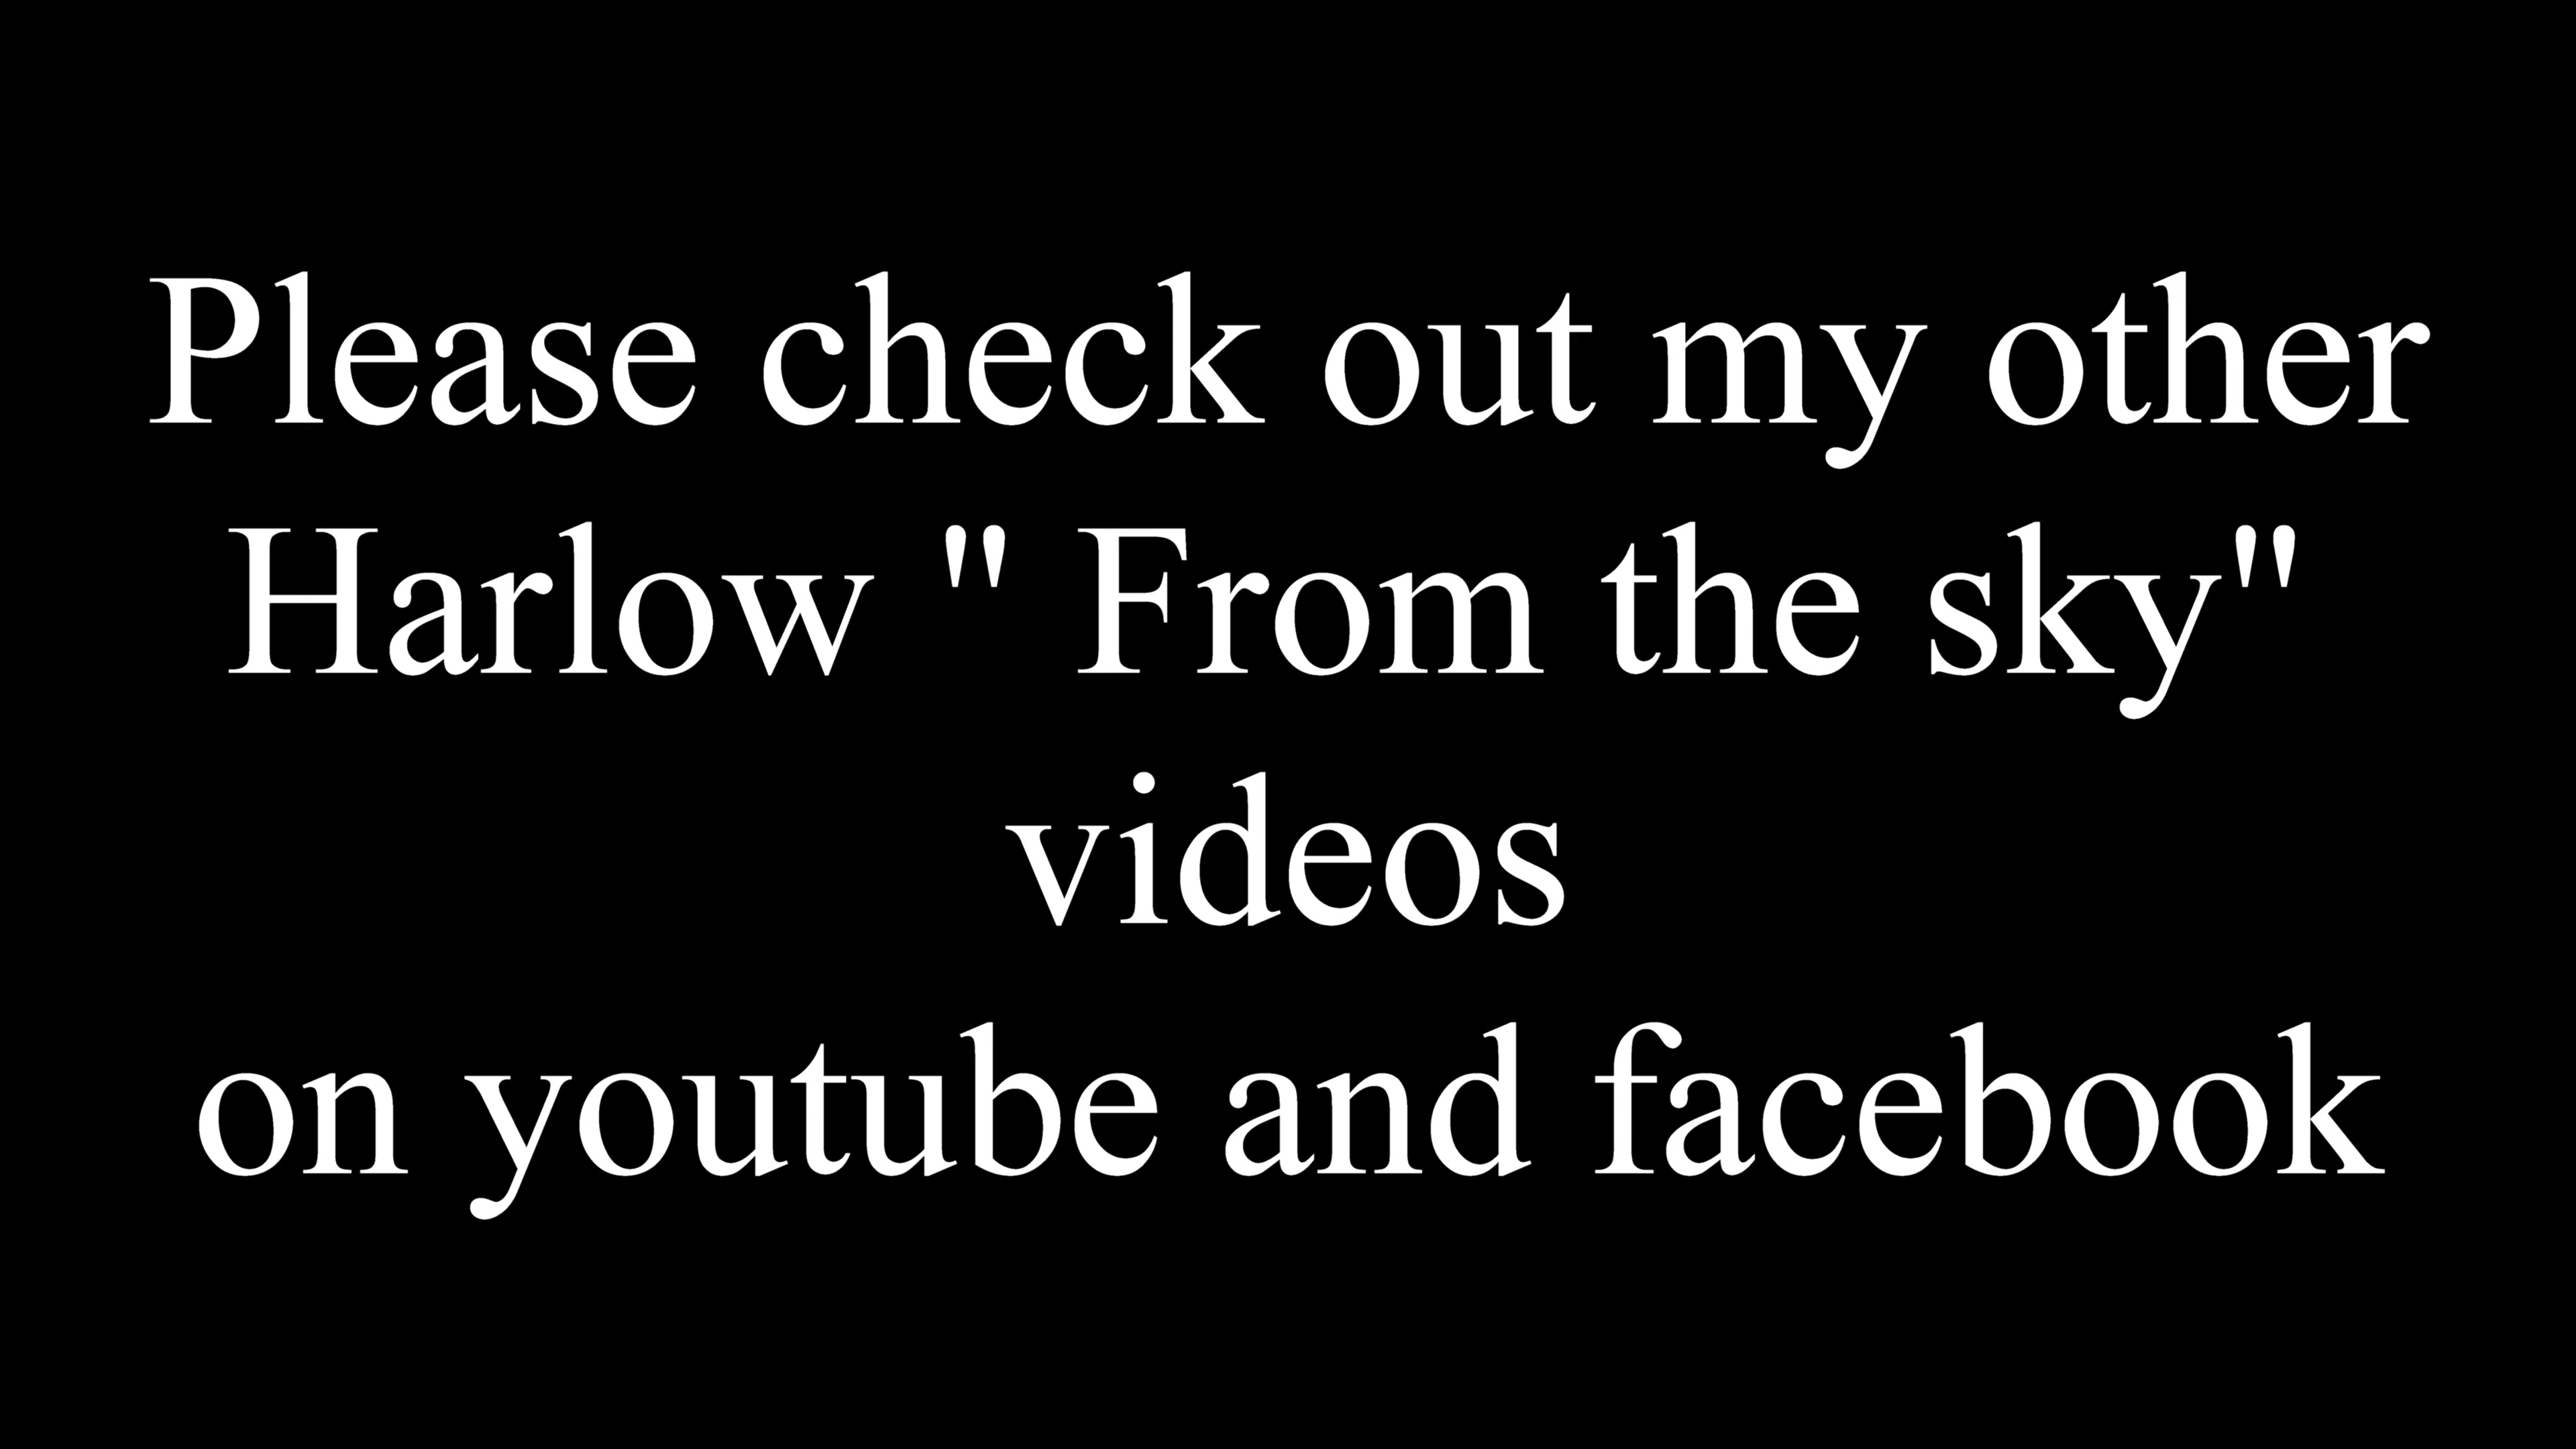 Please check out my other
Harlow " From the sky"
videos
on youtube and facebook